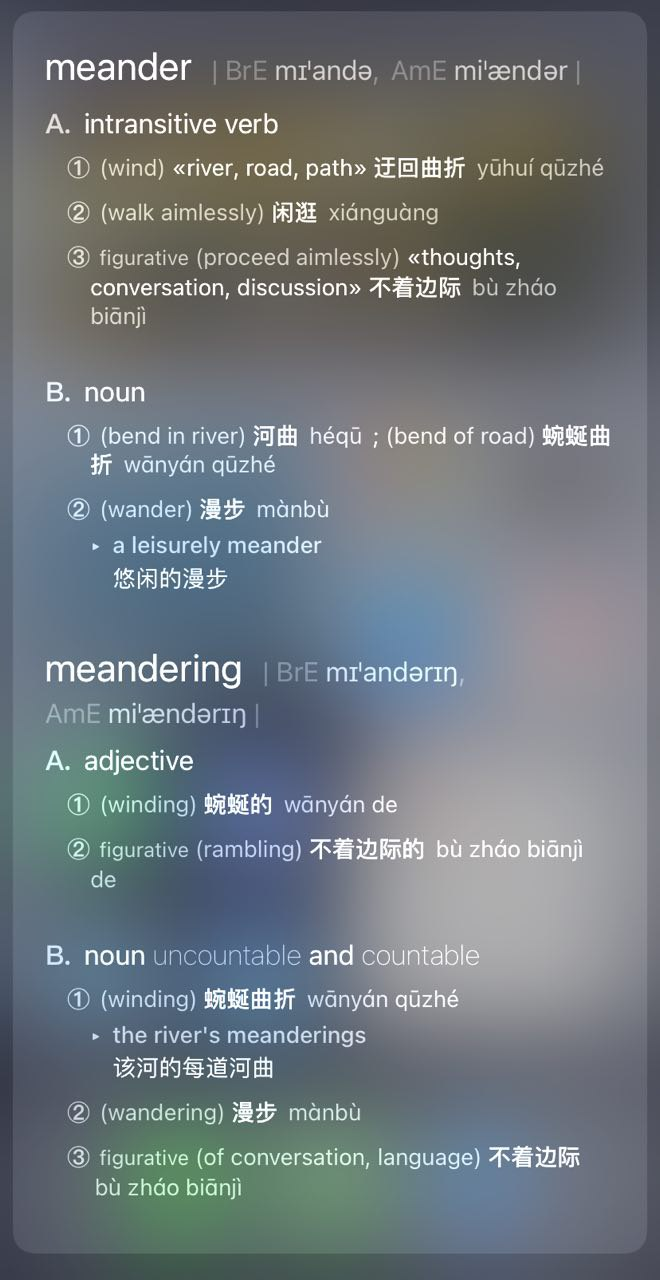 meander | BrE mɪˈandə, AmE miˈændər |
A. intransitive verb
① (wind) «river, road, path» 迂回曲折 yūhuí qūzhé
② (walk aimlessly) 闲逛 xiánguàng
③ figurative (proceed aimlessly) «thoughts,
conversation, discussion» 不着边际 bù zháo
biānjì
B. noun
① (bend in river) 河曲 héqū ; (bend of road) 蜿蜒曲
折 wānyán qūzhé
② (wander) 漫步 mànbù
▸ a leisurely meander
悠闲的漫步
meandering | BrE mɪˈandərɪŋ,
AmE miˈændərɪŋ |
A. adjective
① (winding) 蜿蜒的 wānyán de
② figurative (rambling) 不着边际的 bù zháo biānjì
de
B. noun uncountable and countable
① (winding) 蜿蜒曲折 wānyán qūzhé
▸ the river's meanderings
该河的每道河曲
② (wandering) 漫步 mànbù
③ figurative (of conversation, language) 不着边际
bù zháo biānjì